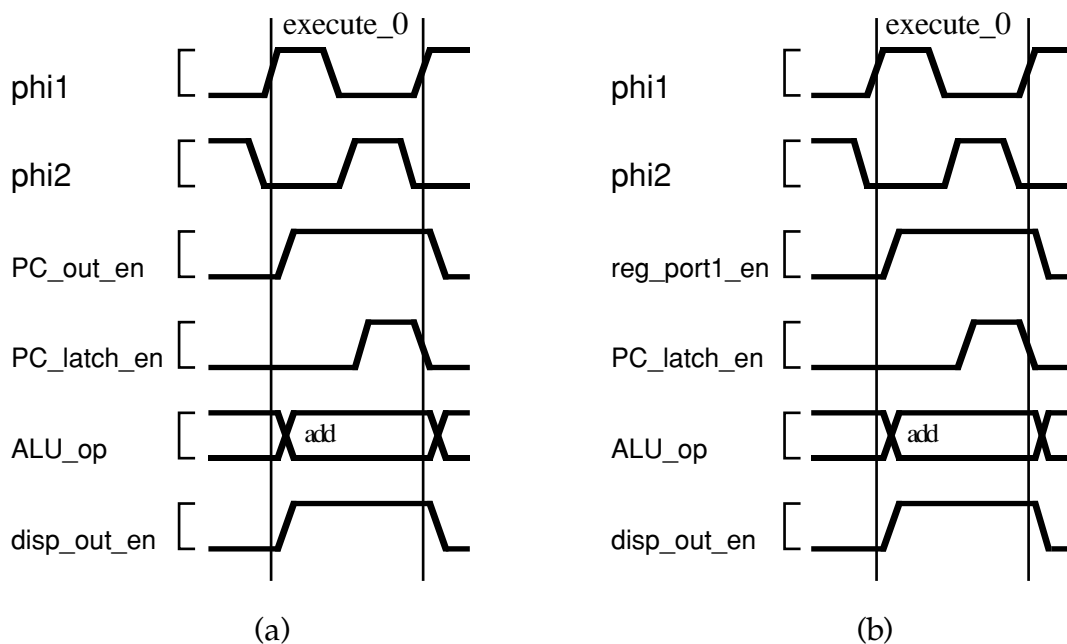 execute_0
phi1
phi2
PC_out_en
PC_latch_en
ALU_op
add
disp_out_en
(a)
execute_0
phi1
phi2
reg_port1_en
PC_latch_en
ALU_op
add
disp_out_en
(b)